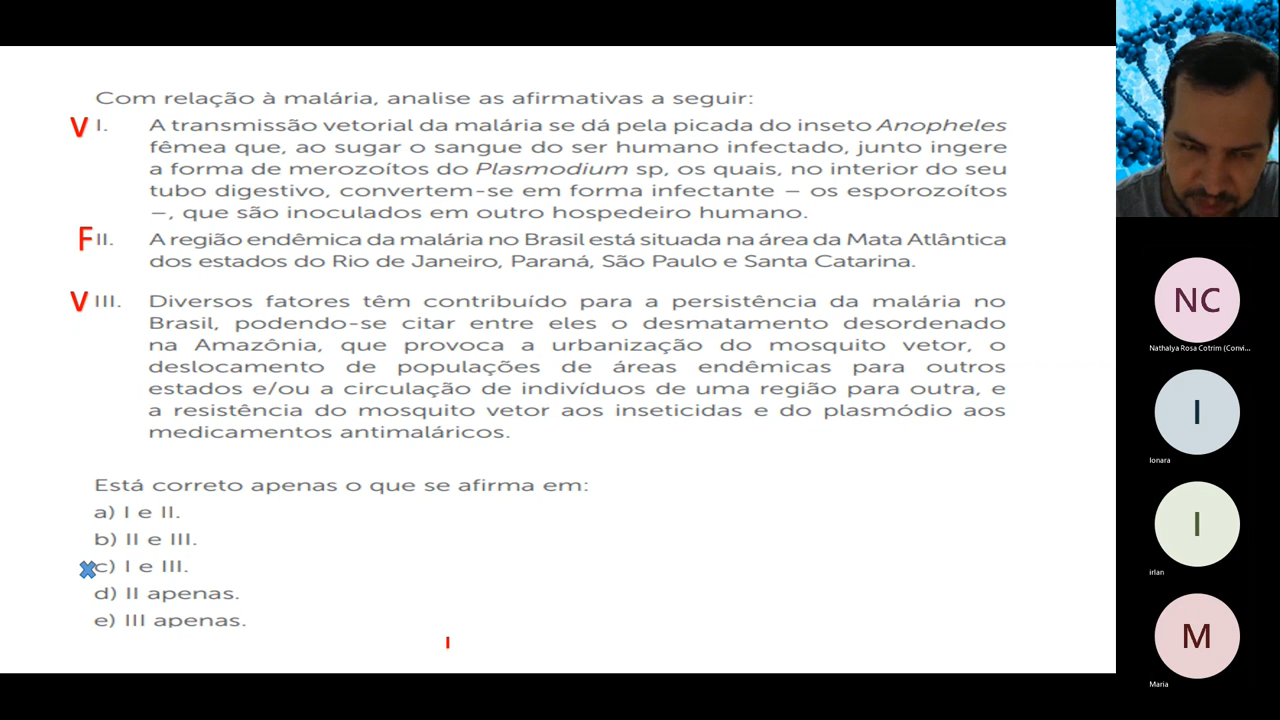 Com relação à malária, analise as afirmativas a seguir:
V I. A transmissão vetorial da malária se dá pela picada do inseto Anopheles
fêmea que, ao sugar o sangue do ser humano infectado, junto ingere
a forma de merozoítos do Plasmodium sp, os quais, no interior do seu
tubo digestivo, convertem-se em forma infectante – os esporozoítos
–, que são inoculados em outro hospedeiro humano.
F II. A região endêmica da malária no Brasil está situada na área da Mata Atlântica
dos estados do Rio de Janeiro, Paraná, São Paulo e Santa Catarina.
V III. Diversos fatores têm contribuído para a persistência da malária no
Brasil, podendo-se citar entre eles o desmatamento desordenado
na Amazônia, que provoca a urbanização do mosquito vetor, o
deslocamento de populações de áreas endêmicas para outros
estados e/ou a circulação de indivíduos de uma região para outra, e
a resistência do mosquito vetor aos inseticidas e do plasmódio aos
medicamentos antimaláricos.
Está correto apenas o que se afirma em:
a) I e II.
b) II e III.
c) I e III.
d) II apenas.
e) III apenas.
I
NC
Nathalya Rosa Cotrim (Convi...
I
Ionara
I
irlan
M
Maria